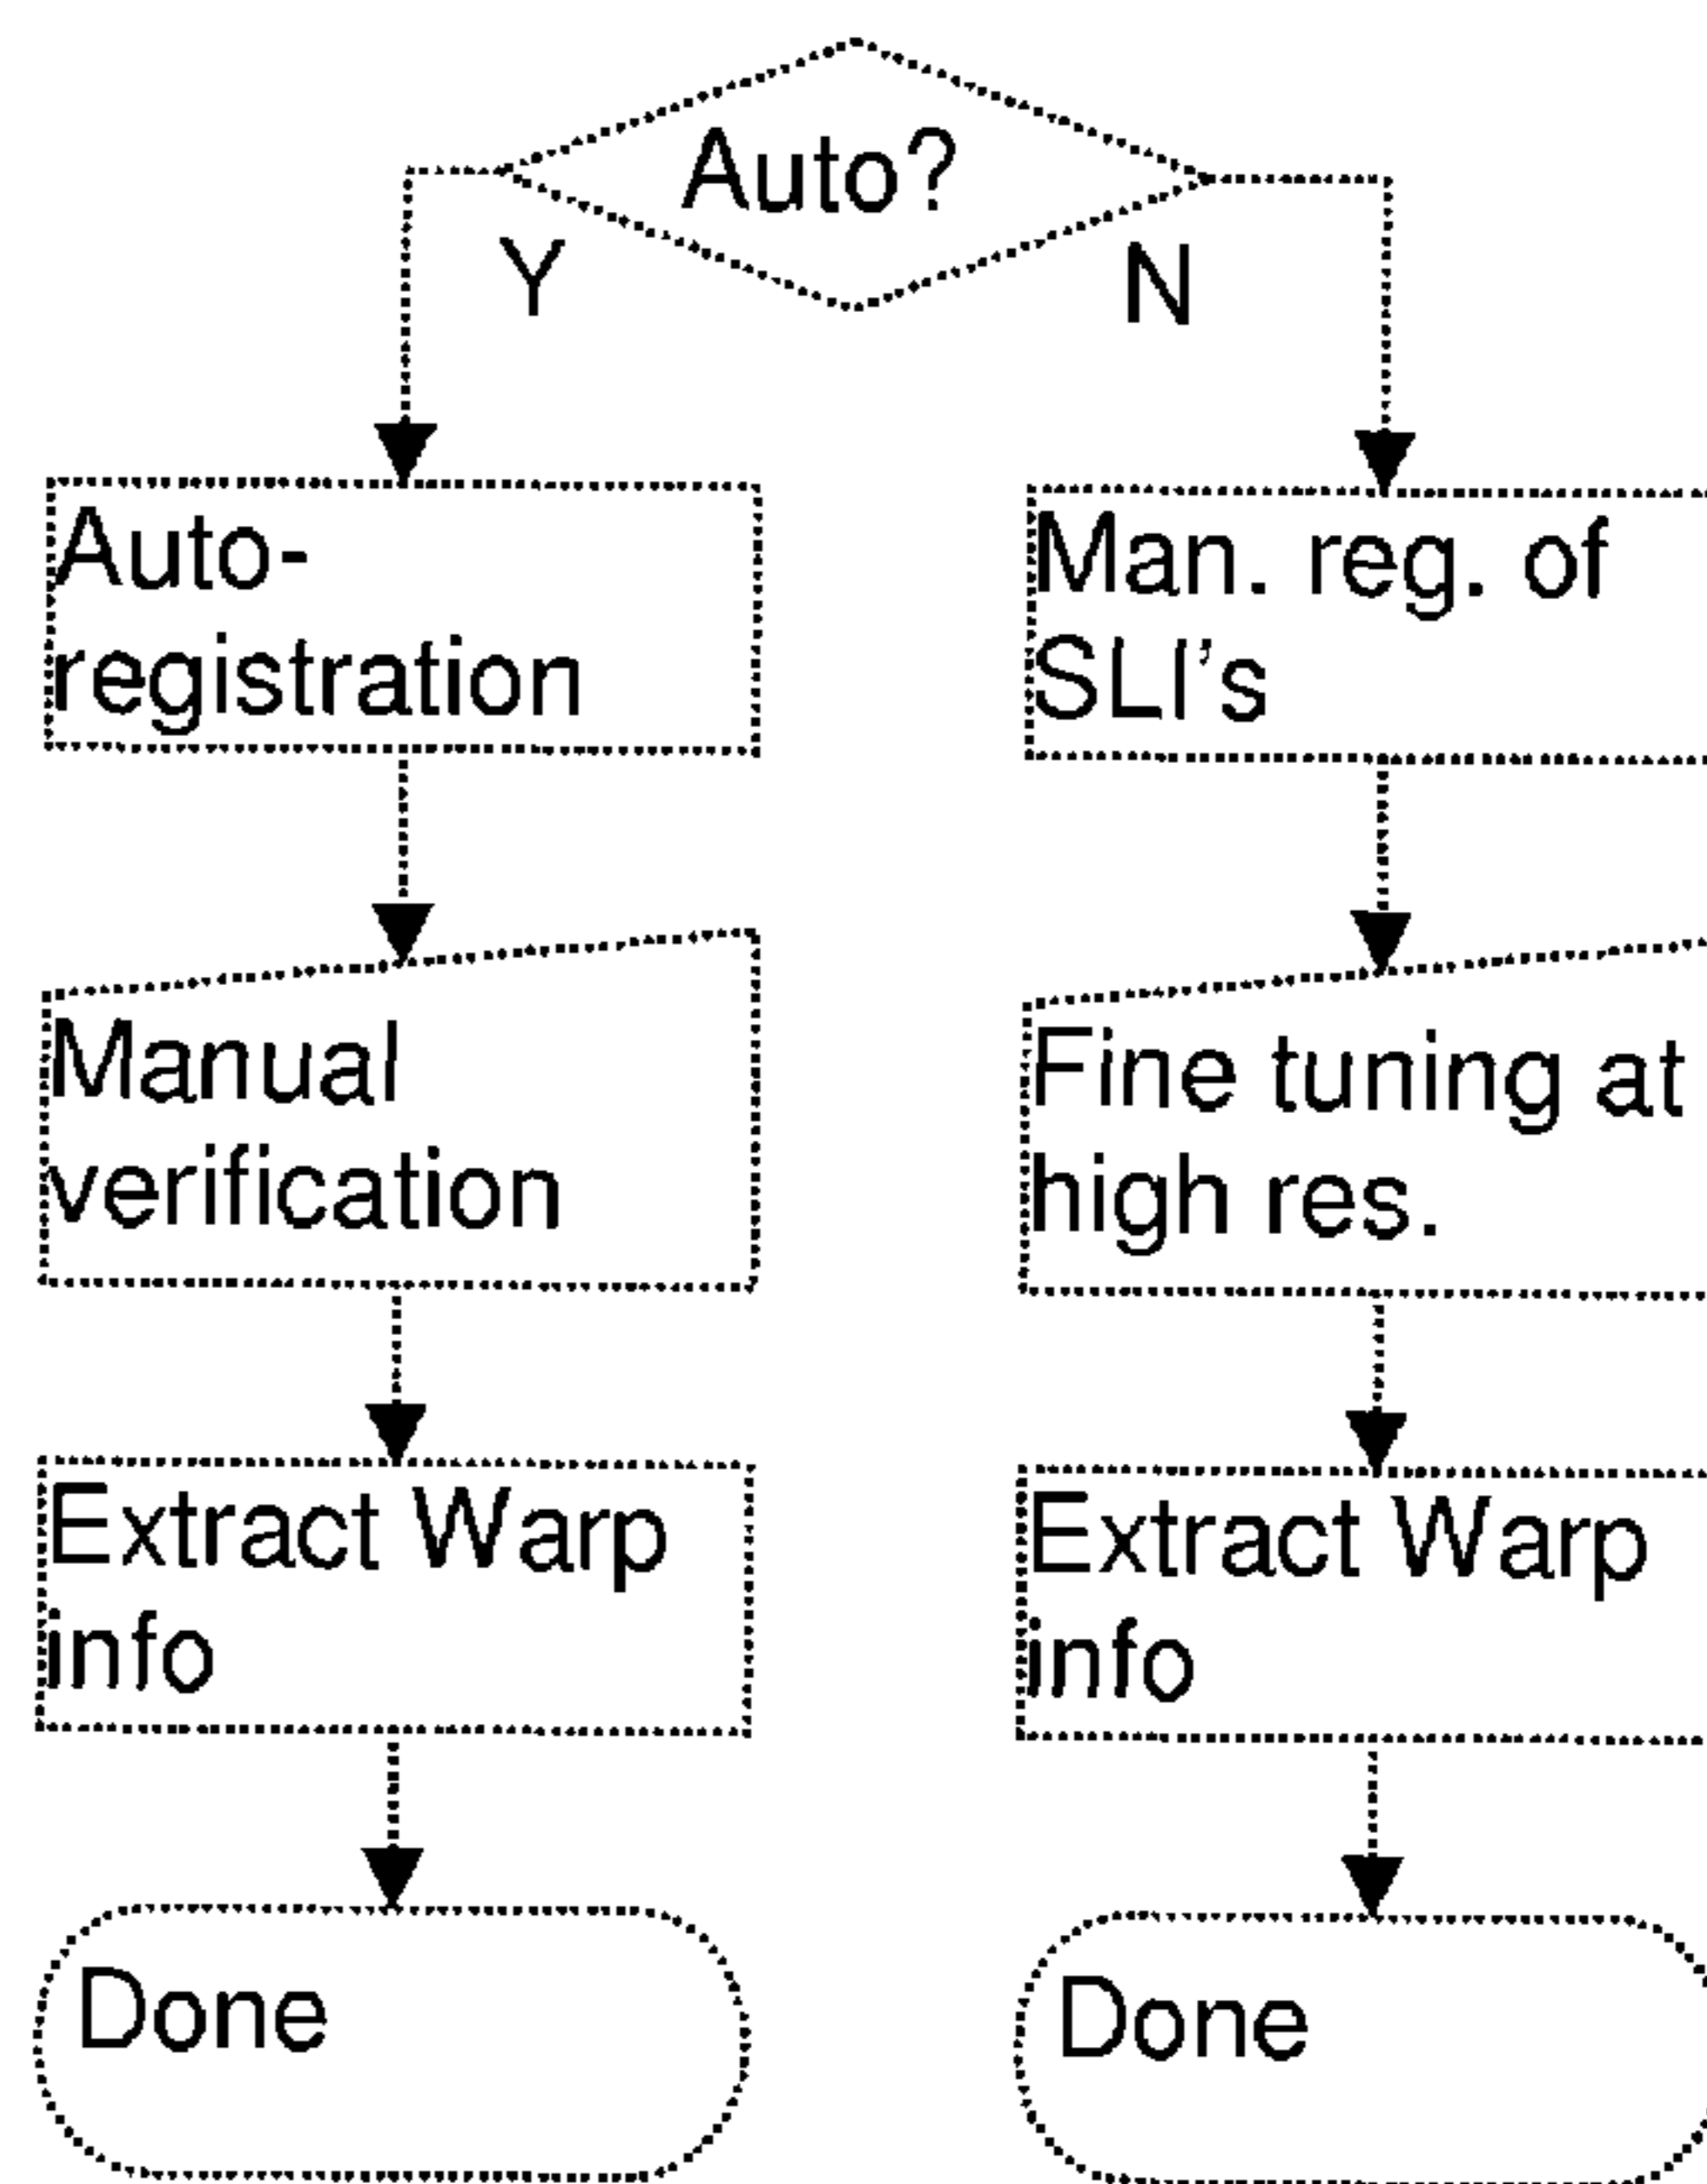 Auto?
Y
N
Auto-
registration
Man. reg. of
SLI's
Manual
verification
Fine tuning at
high res.
Extract Warp
info
Extract Warp
info
Done
Done